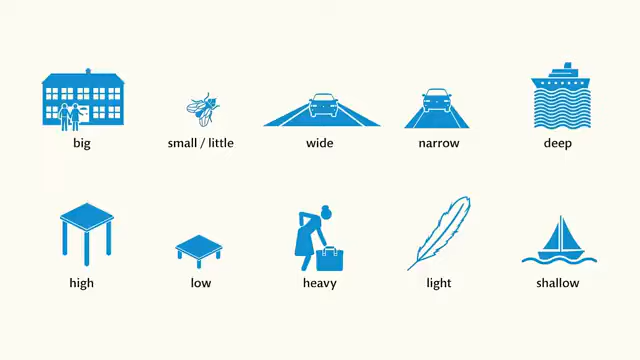 big
small / little
wide
narrow
deep
high
low
heavy
light
shallow